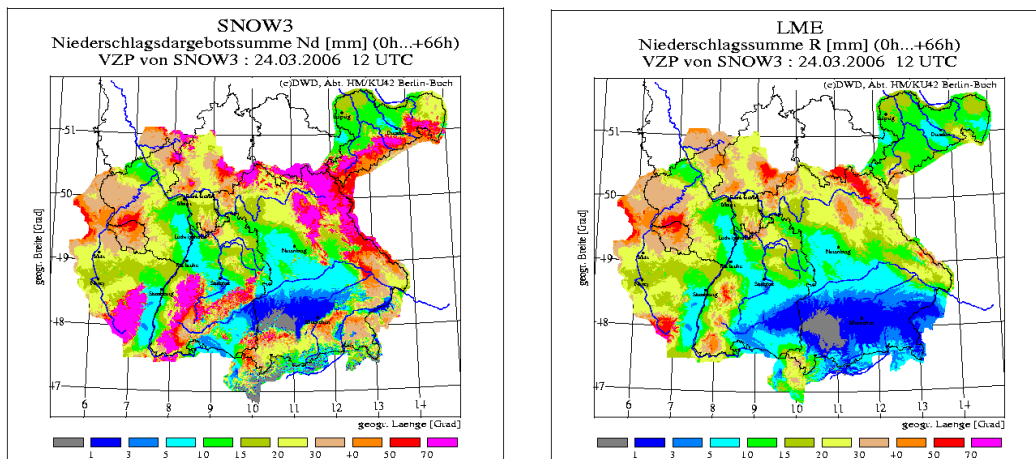 SNOW3
Niederschlagsdargebotssumme Nd [mm] (0h...+66h)
VZP von SNOW3 : 24.03.2006 12 UTC
(c)DWD, Abt. HM/KU42 Berlin-Buch
51
50
49
48
47
geogr. Breite [Grad]
6 7 8 9 10 11 12 13 14
geogr. Laenge [Grad]
1 3 5 10 15 20 30 40 50 70
LME
Niederschlagssumme R [mm] (0h...+66h)
VZP von SNOW3 : 24.03.2006 12 UTC
(c)DWD, Abt. HM/KU42 Berlin-Buch
51
50
49
48
47
geogr. Breite [Grad]
6 7 8 9 10 11 12 13 14
geogr. Laenge [Grad]
1 3 5 10 15 20 30 40 50 70